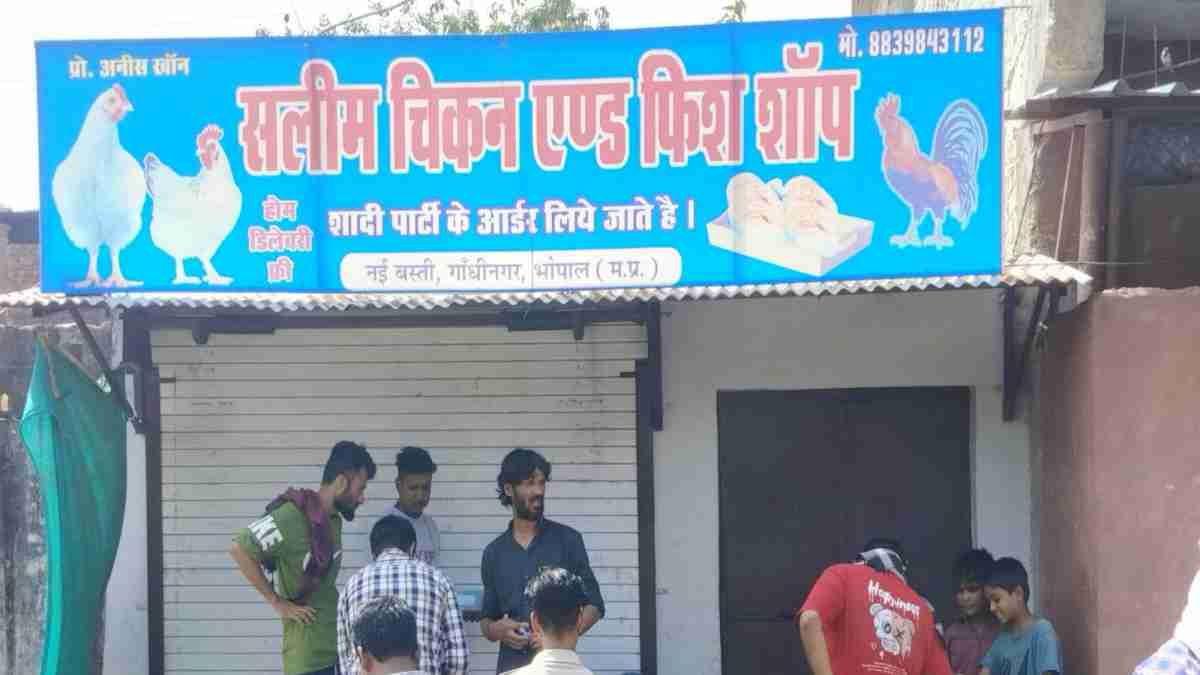 प्रो. अनीस खॉन
मो. 8839843112
सलीम चिकन एण्ड फिश शॉप
होम
डिलेवरी
फ्री
शादी पार्टी के आर्डर लिये जाते है।
नई बस्ती, गाँधीनगर, भोपाल ( म.प्र. )